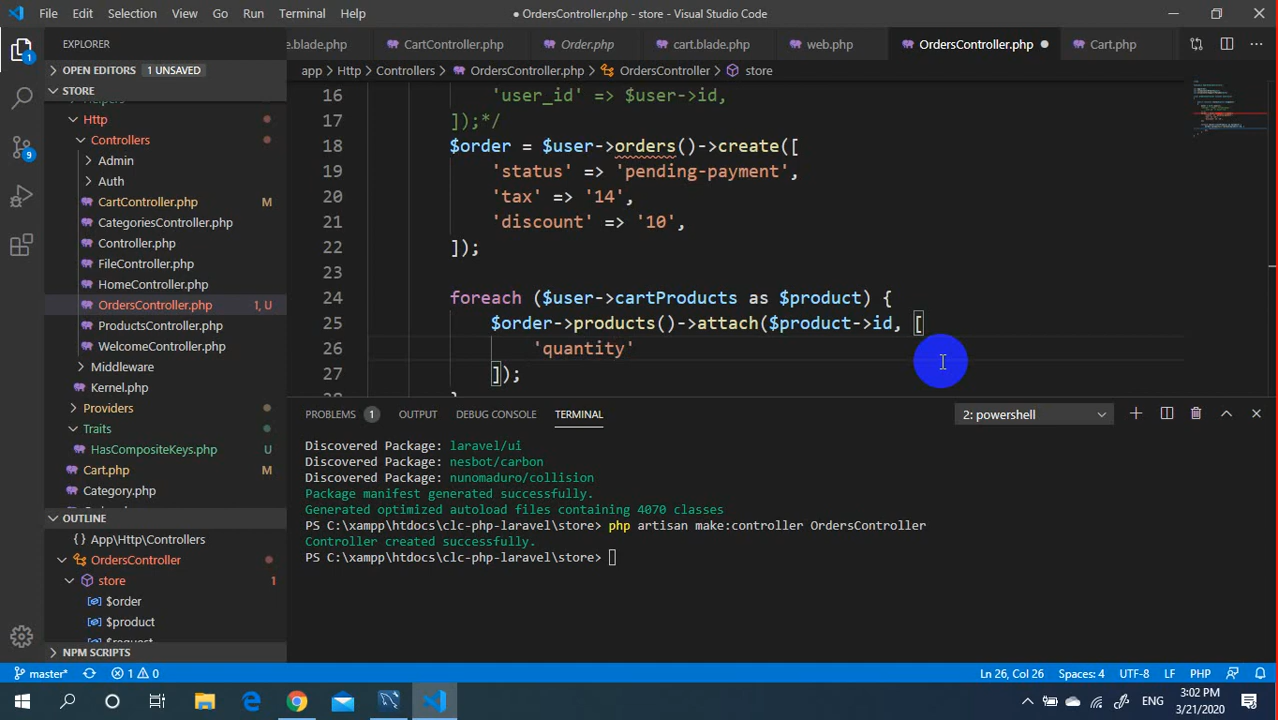 File Edit Selection View Go Run Terminal Help
● OrdersController.php - store - Visual Studio Code
EXPLORER
e.blade.php CartController.php Order.php cart.blade.php web.php OrdersController.php Cart.php
OPEN EDITORS 1 UNSAVED
app > Http > Controllers > OrdersController.php > OrdersController > store
STORE
Helpers
Http
Controllers
Admin
Auth
CartController.php M
CategoriesController.php
Controller.php
FileController.php
HomeController.php
OrdersController.php 1, U
ProductsController.php
WelcomeController.php
Middleware
Kernel.php
Providers
Traits
HasCompositeKeys.php U
Cart.php M
Category.php
OUTLINE
App\Http\Controllers
OrdersController
store 1
$order
$product
$request
NPM SCRIPTS
1
9
16 'user_id' => $user->id,
17 ]);*/
18 $order = $user->orders()->create([
19 'status' => 'pending-payment',
20 'tax' => '14',
21 'discount' => '10',
22 ]);
23
24 foreach ($user->cartProducts as $product) {
25 $order->products()->attach($product->id, [
26 'quantity'
27 ]);
28 }
PROBLEMS 1 OUTPUT DEBUG CONSOLE TERMINAL 2: powershell
Discovered Package: laravel/ui
Discovered Package: nesbot/carbon
Discovered Package: nunomaduro/collision
Package manifest generated successfully.
Generated optimized autoload files containing 4070 classes
PS C:\xampp\htdocs\clc-php-laravel\store> php artisan make:controller OrdersController
Controller created successfully.
PS C:\xampp\htdocs\clc-php-laravel\store>
master* 1 0 Ln 26, Col 26 Spaces: 4 UTF-8 LF PHP
ENG 3:02 PM
3/21/2020